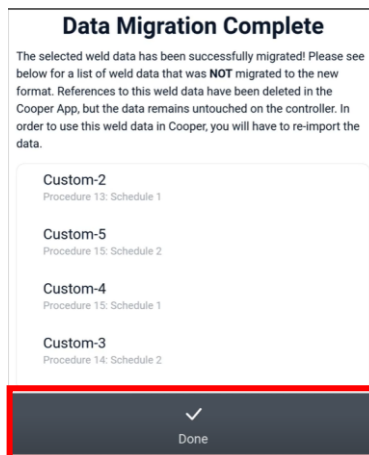 Data Migration Complete
The selected weld data has been successfully migrated! Please see
below for a list of weld data that was NOT migrated to the new
format. References to this weld data have been deleted in the
Cooper App, but the data remains untouched on the controller. In
order to use this weld data in Cooper, you will have to re-import the
data.
Custom-2
Procedure 13: Schedule 1
Custom-5
Procedure 15: Schedule 2
Custom-4
Procedure 15: Schedule 1
Custom-3
Procedure 14: Schedule 2
Done